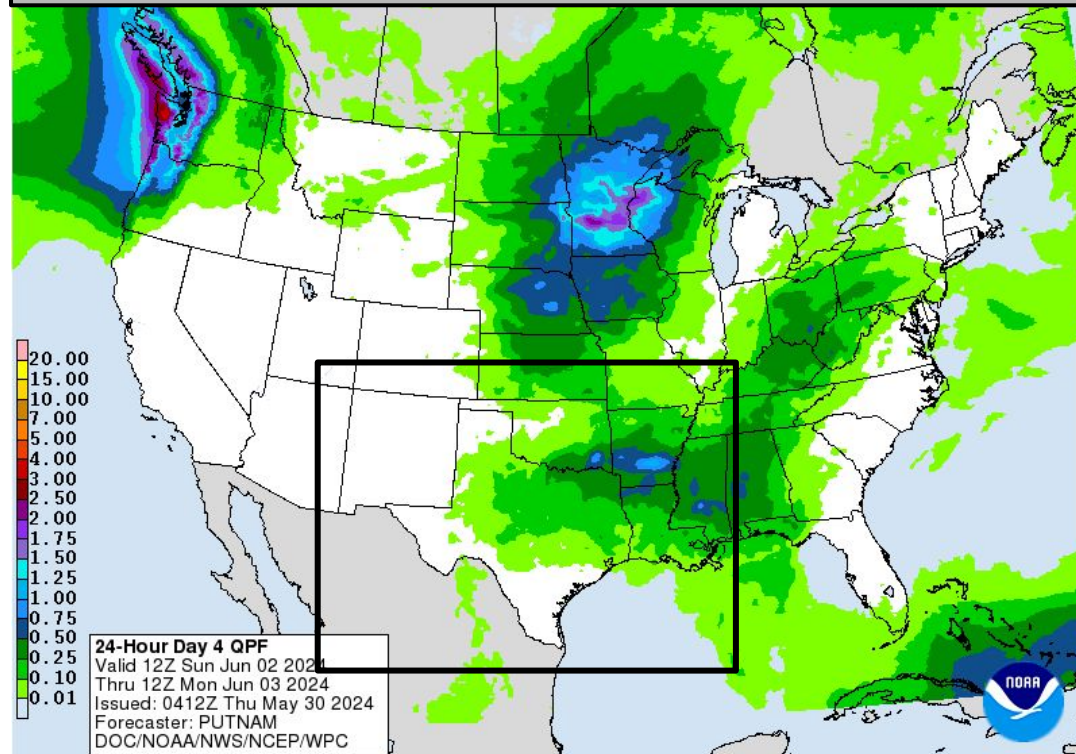 20.00
15.00
10.00
7.00
5.00
4.00
3.00
2.50
2.00
1.75
1.50
1.25
1.00
0.75
0.50
0.25
0.10
0.01
24-Hour Day 4 QPF
Valid 12Z Sun Jun 02 2024
Thru 12Z Mon Jun 03 2024
Issued: 0412Z Thu May 30 2024
Forecaster: PUTNAM
DOC/NOAA/NWS/NCEP/WPC
NOAA